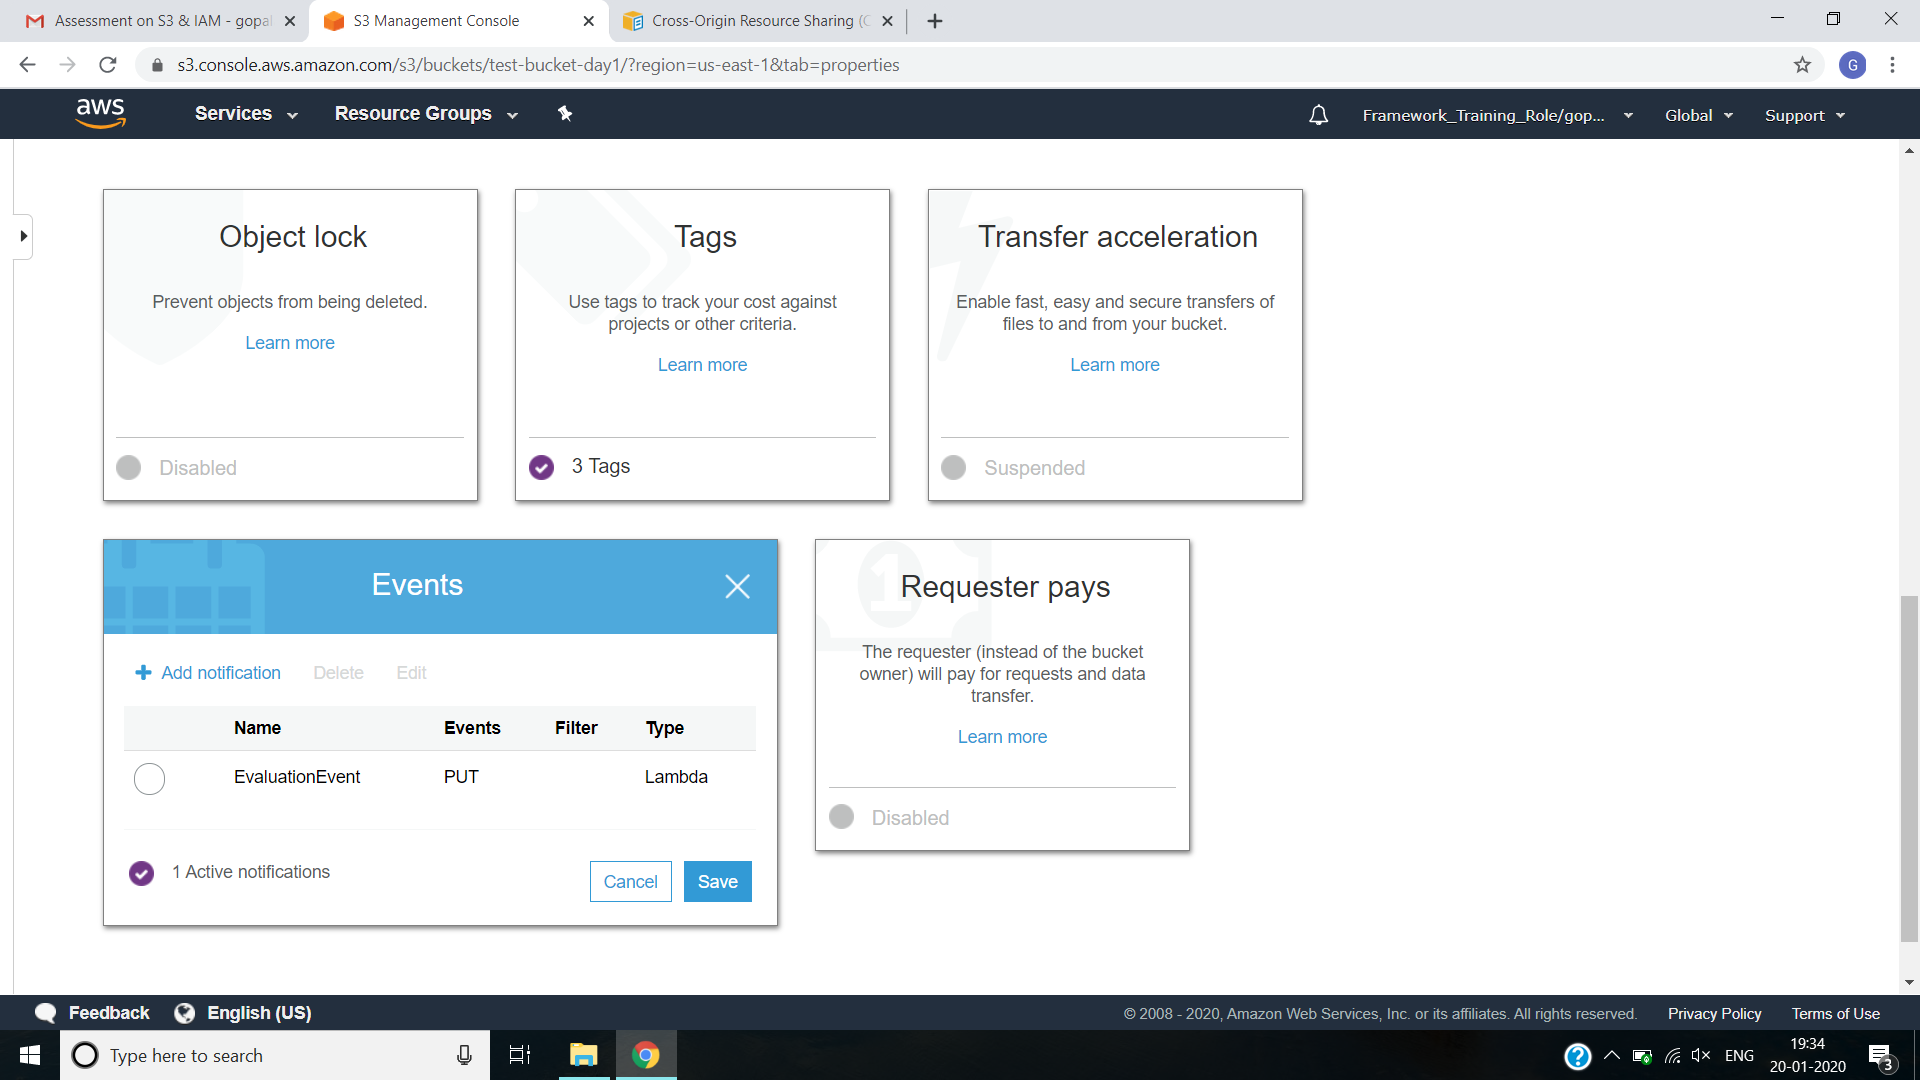 Assessment on S3 & IAM - gopal
S3 Management Console
Cross-Origin Resource Sharing (C
s3.console.aws.amazon.com/s3/buckets/test-bucket-day1/?region=us-east-1&tab=properties
G
aws
Services
Resource Groups
Framework_Training_Role/gop...
Global
Support
Object lock
Prevent objects from being deleted.
Learn more
Disabled
Tags
Use tags to track your cost against
projects or other criteria.
Learn more
3 Tags
Transfer acceleration
Enable fast, easy and secure transfers of
files to and from your bucket.
Learn more
Suspended
Events
Add notification
Delete
Edit
Name
Events
Filter
Type
EvaluationEvent
PUT
Lambda
1 Active notifications
Cancel
Save
1
Requester pays
The requester (instead of the bucket
owner) will pay for requests and data
transfer.
Learn more
Disabled
Feedback
English (US)
© 2008 - 2020, Amazon Web Services, Inc. or its affiliates. All rights reserved.
Privacy Policy
Terms of Use
Type here to search
?
ENG
19:34
20-01-2020
3